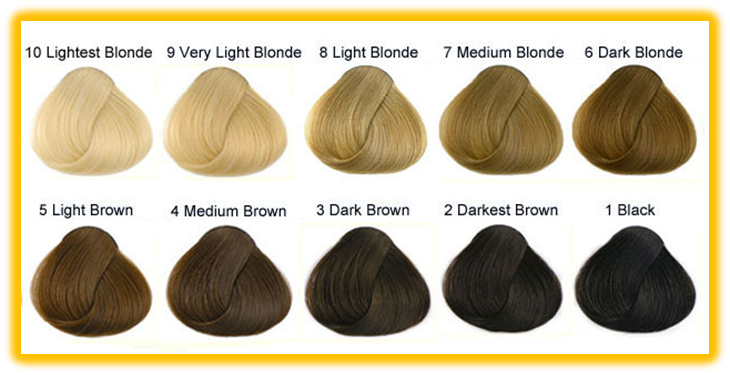 10 Lightest Blonde 9 Very Light Blonde 8 Light Blonde 7 Medium Blonde 6 Dark Blonde
5 Light Brown 4 Medium Brown 3 Dark Brown 2 Darkest Brown 1 Black